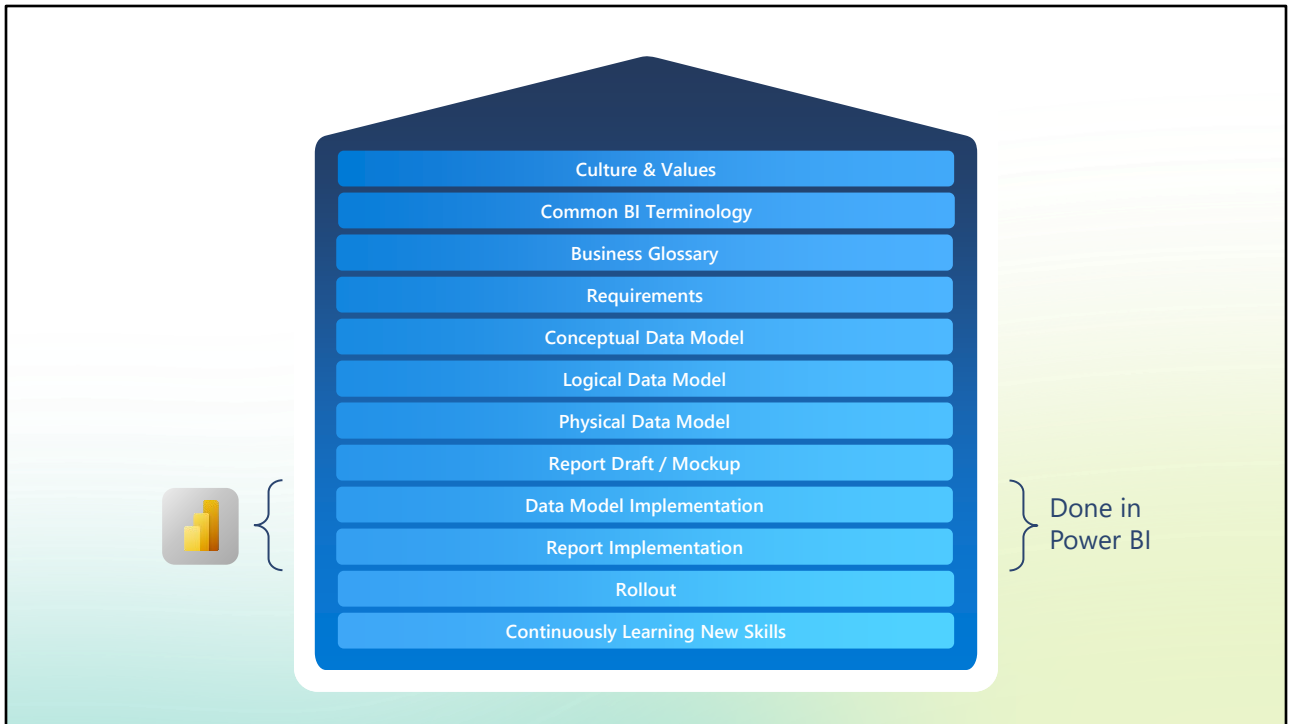 Culture & Values
Common BI Terminology
Business Glossary
Requirements
Conceptual Data Model
Logical Data Model
Physical Data Model
Report Draft / Mockup
Data Model Implementation
Done in
Power BI
Report Implementation
Rollout
Continuously Learning New Skills